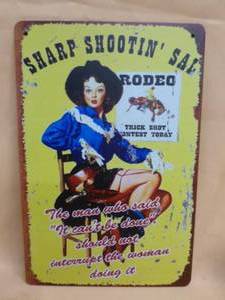 SHARP SHOOTIN' SAL
RODEO
TRICK SHOT
CONTEST TODAY
The man who said
"It can't be done"
should not
interrupt the woman
doing it